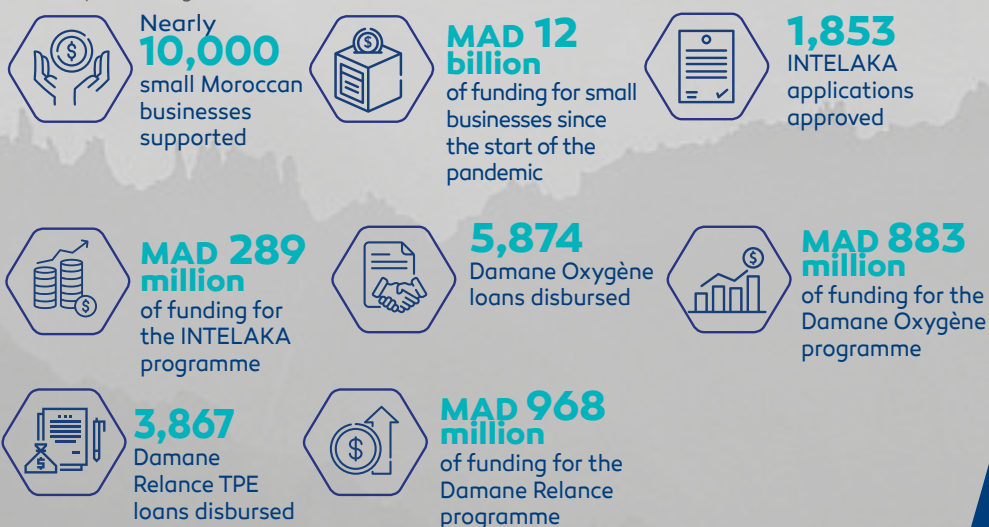 Nearly
10,000
small Moroccan
businesses
supported
MAD 12
billion
of funding for small
businesses since
the start of the
pandemic
1,853
INTELAKA
applications
approved
MAD 289
million
of funding for
the INTELAKA
programme
5,874
Damane Oxygène
loans disbursed
MAD 883
million
of funding for the
Damane Oxygène
programme
3,867
Damane
Relance TPE
loans disbursed
MAD 968
million
of funding for the
Damane Relance
programme